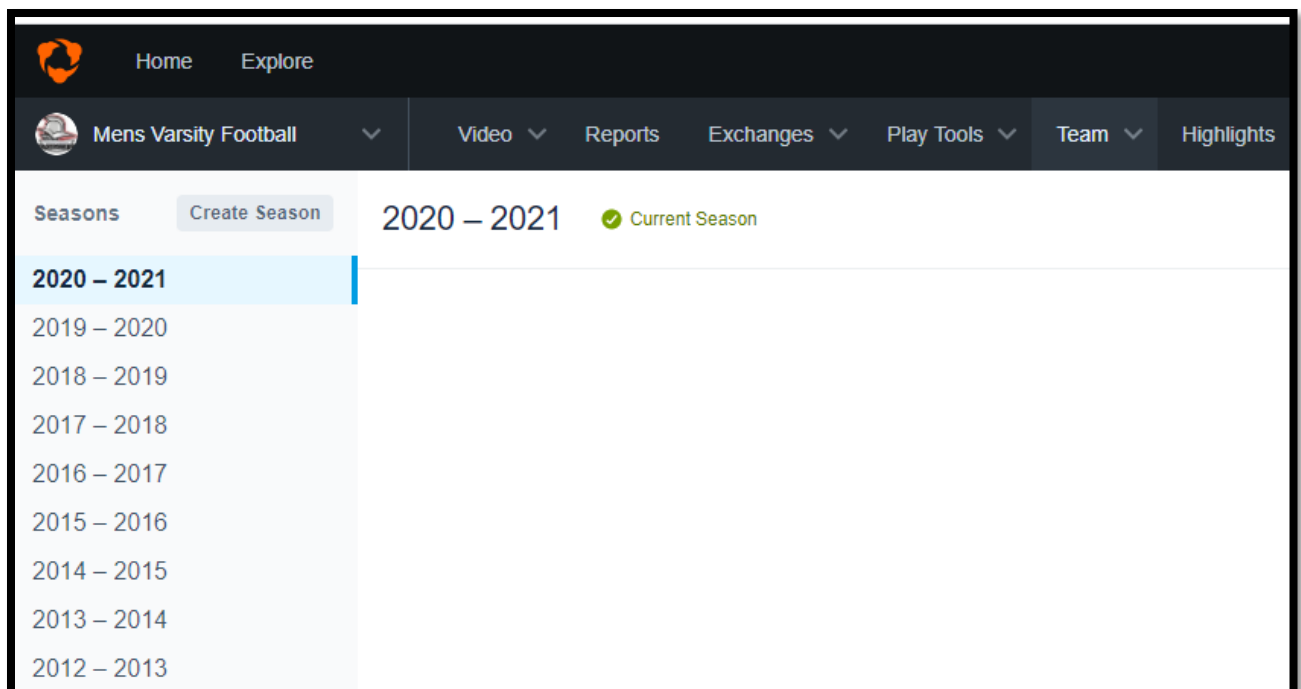 Home Explore
Mens Varsity Football Video Reports Exchanges Play Tools Team Highlights
Seasons Create Season 2020 – 2021 Current Season
2020 – 2021
2019 – 2020
2018 – 2019
2017 – 2018
2016 – 2017
2015 – 2016
2014 – 2015
2013 – 2014
2012 – 2013